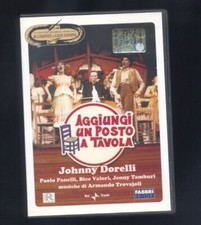 AGGIUNGI
UN POSTO
A TAVOLA
Johnny Dorelli
Paolo Panelli, Bice Valori, Jenny Tamburi
musiche di Armando Trovajoli
FABBRI